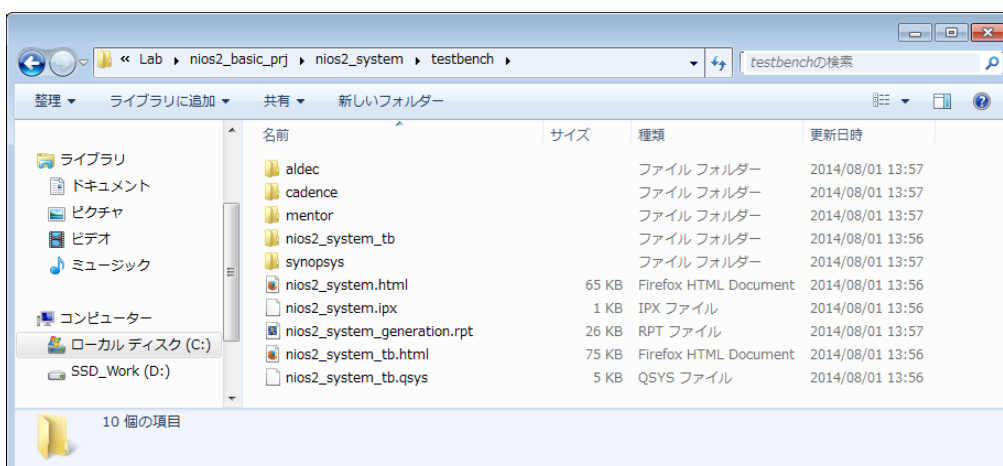 « Lab ▸ nios2_basic_prj ▸ nios2_system ▸ testbench ▸ testbenchの検索
整理 ▼ ライブラリに追加 ▼ 共有 ▼ 新しいフォルダー
名前 サイズ 種類 更新日時
ライブラリ
ドキュメント
ピクチャ
ビデオ
ミュージック
コンピューター
ローカル ディスク (C:)
SSD_Work (D:)
aldec ファイル フォルダー 2014/08/01 13:57
cadence ファイル フォルダー 2014/08/01 13:57
mentor ファイル フォルダー 2014/08/01 13:57
nios2_system_tb ファイル フォルダー 2014/08/01 13:56
synopsys ファイル フォルダー 2014/08/01 13:57
nios2_system.html 65 KB Firefox HTML Document 2014/08/01 13:56
nios2_system.ipx 1 KB IPX ファイル 2014/08/01 13:56
nios2_system_generation.rpt 26 KB RPT ファイル 2014/08/01 13:57
nios2_system_tb.html 75 KB Firefox HTML Document 2014/08/01 13:56
nios2_system_tb.qsys 5 KB QSYS ファイル 2014/08/01 13:56
10 個の項目